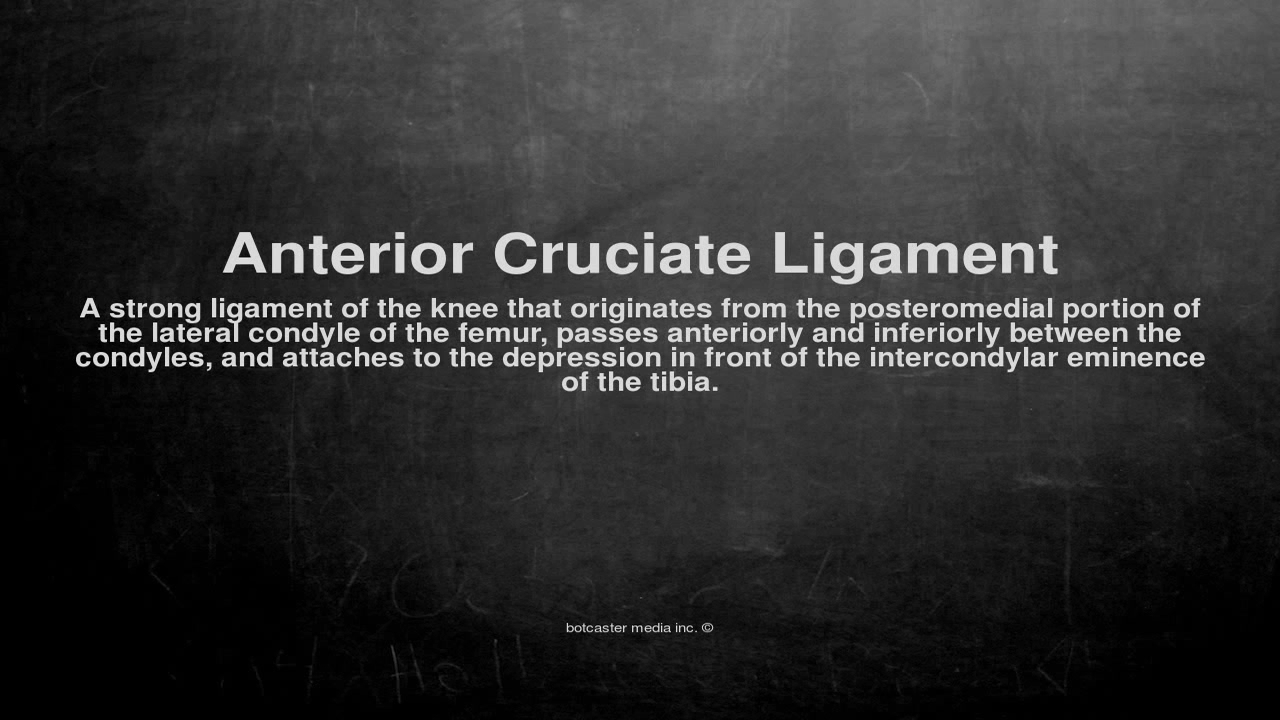 Anterior Cruciate Ligament
A strong ligament of the knee that originates from the posteromedial portion of
the lateral condyle of the femur, passes anteriorly and inferiorly between the
condyles, and attaches to the depression in front of the intercondylar eminence
of the tibia.
botcaster media inc. ©